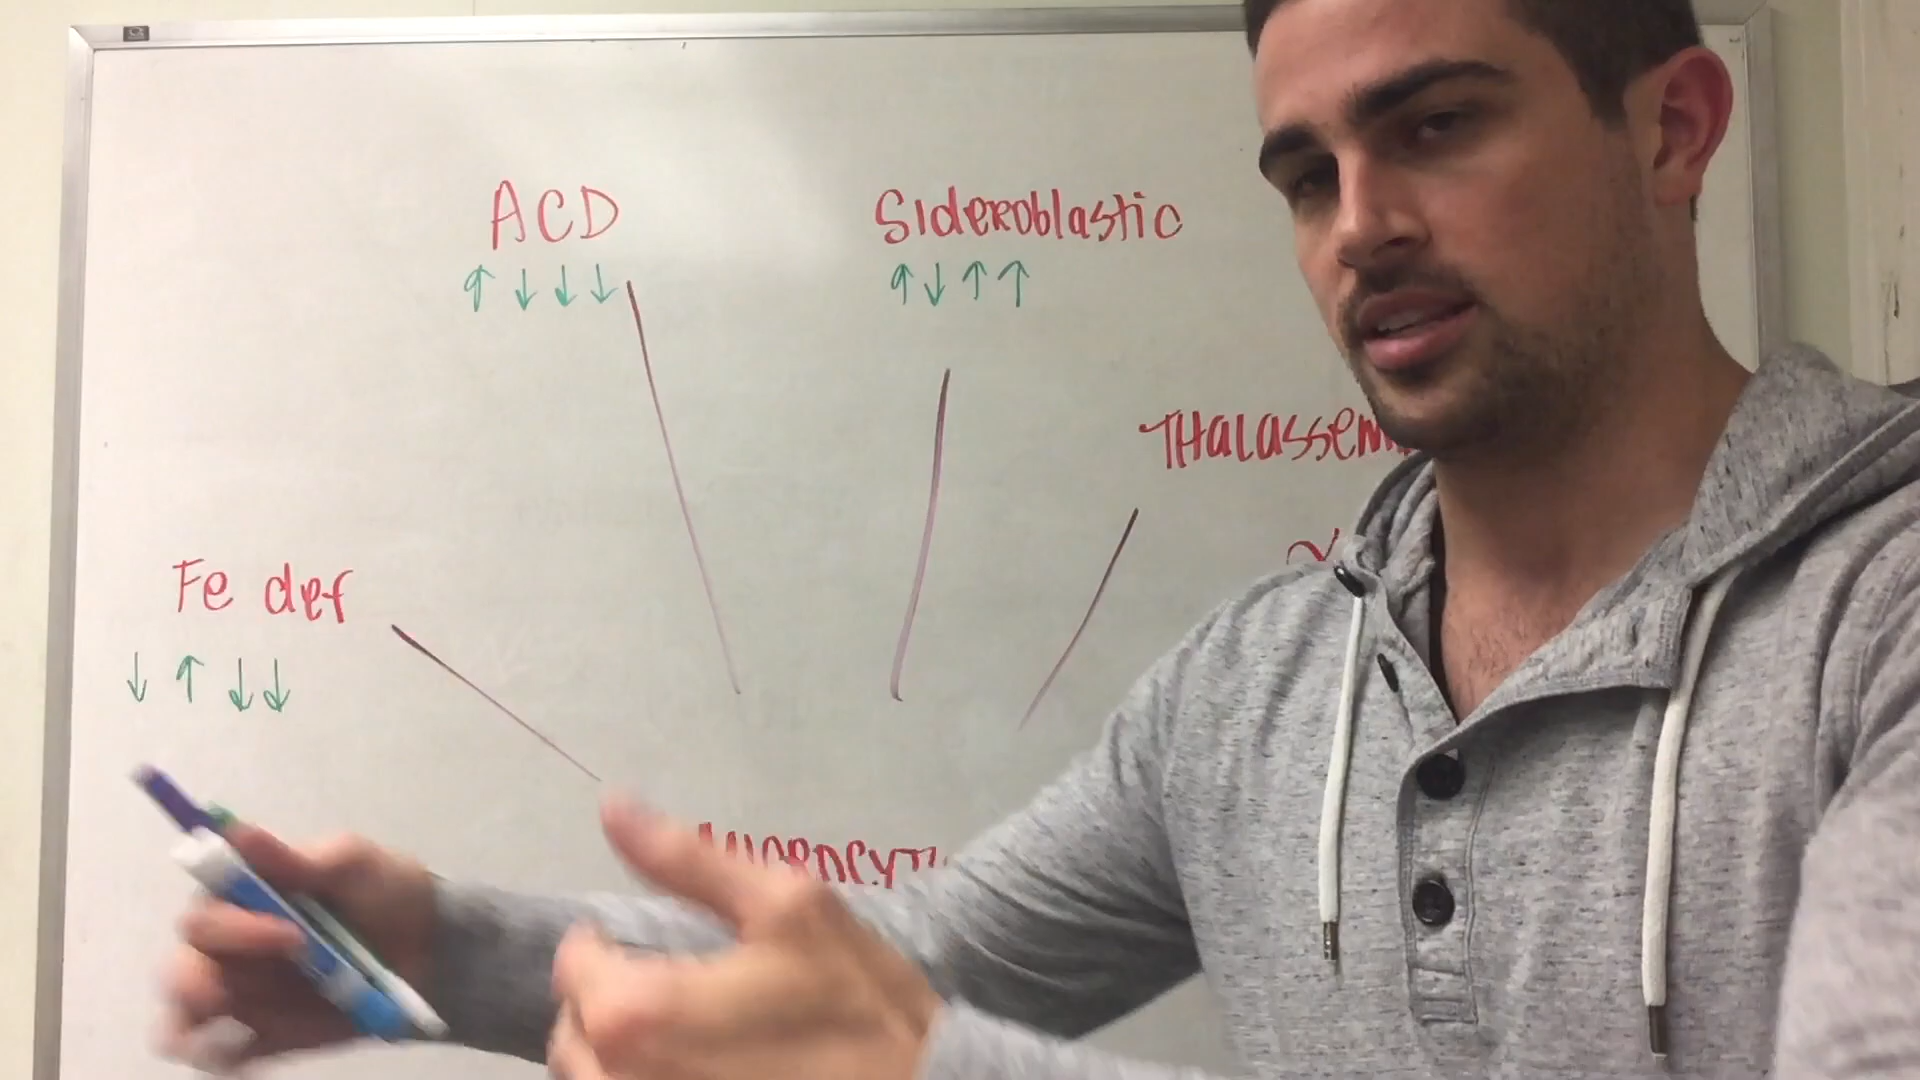 ACD
↑ ↓ ↓ ↓
Sideroblastic
↑ ↓ ↑ ↑
Fe def
↓ ↑ ↓ ↓